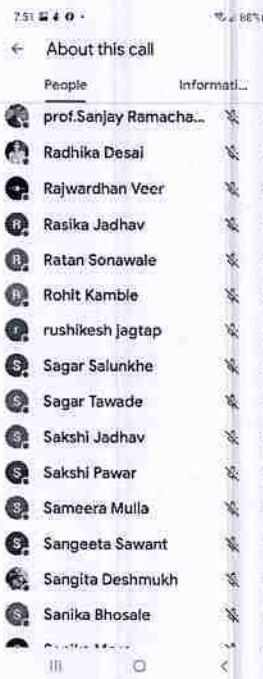 7:51
About this call
People Informati...
prof.Sanjay Ramacha...
Radhika Desai
Rajwardhan Veer
R Rasika Jadhav
R Ratan Sonawale
R Rohit Kamble
r rushikesh jagtap
S Sagar Salunkhe
S Sagar Tawade
S Sakshi Jadhav
S Sakshi Pawar
S Sameera Mulla
S Sangeeta Sawant
Sangita Deshmukh
S Sanika Bhosale